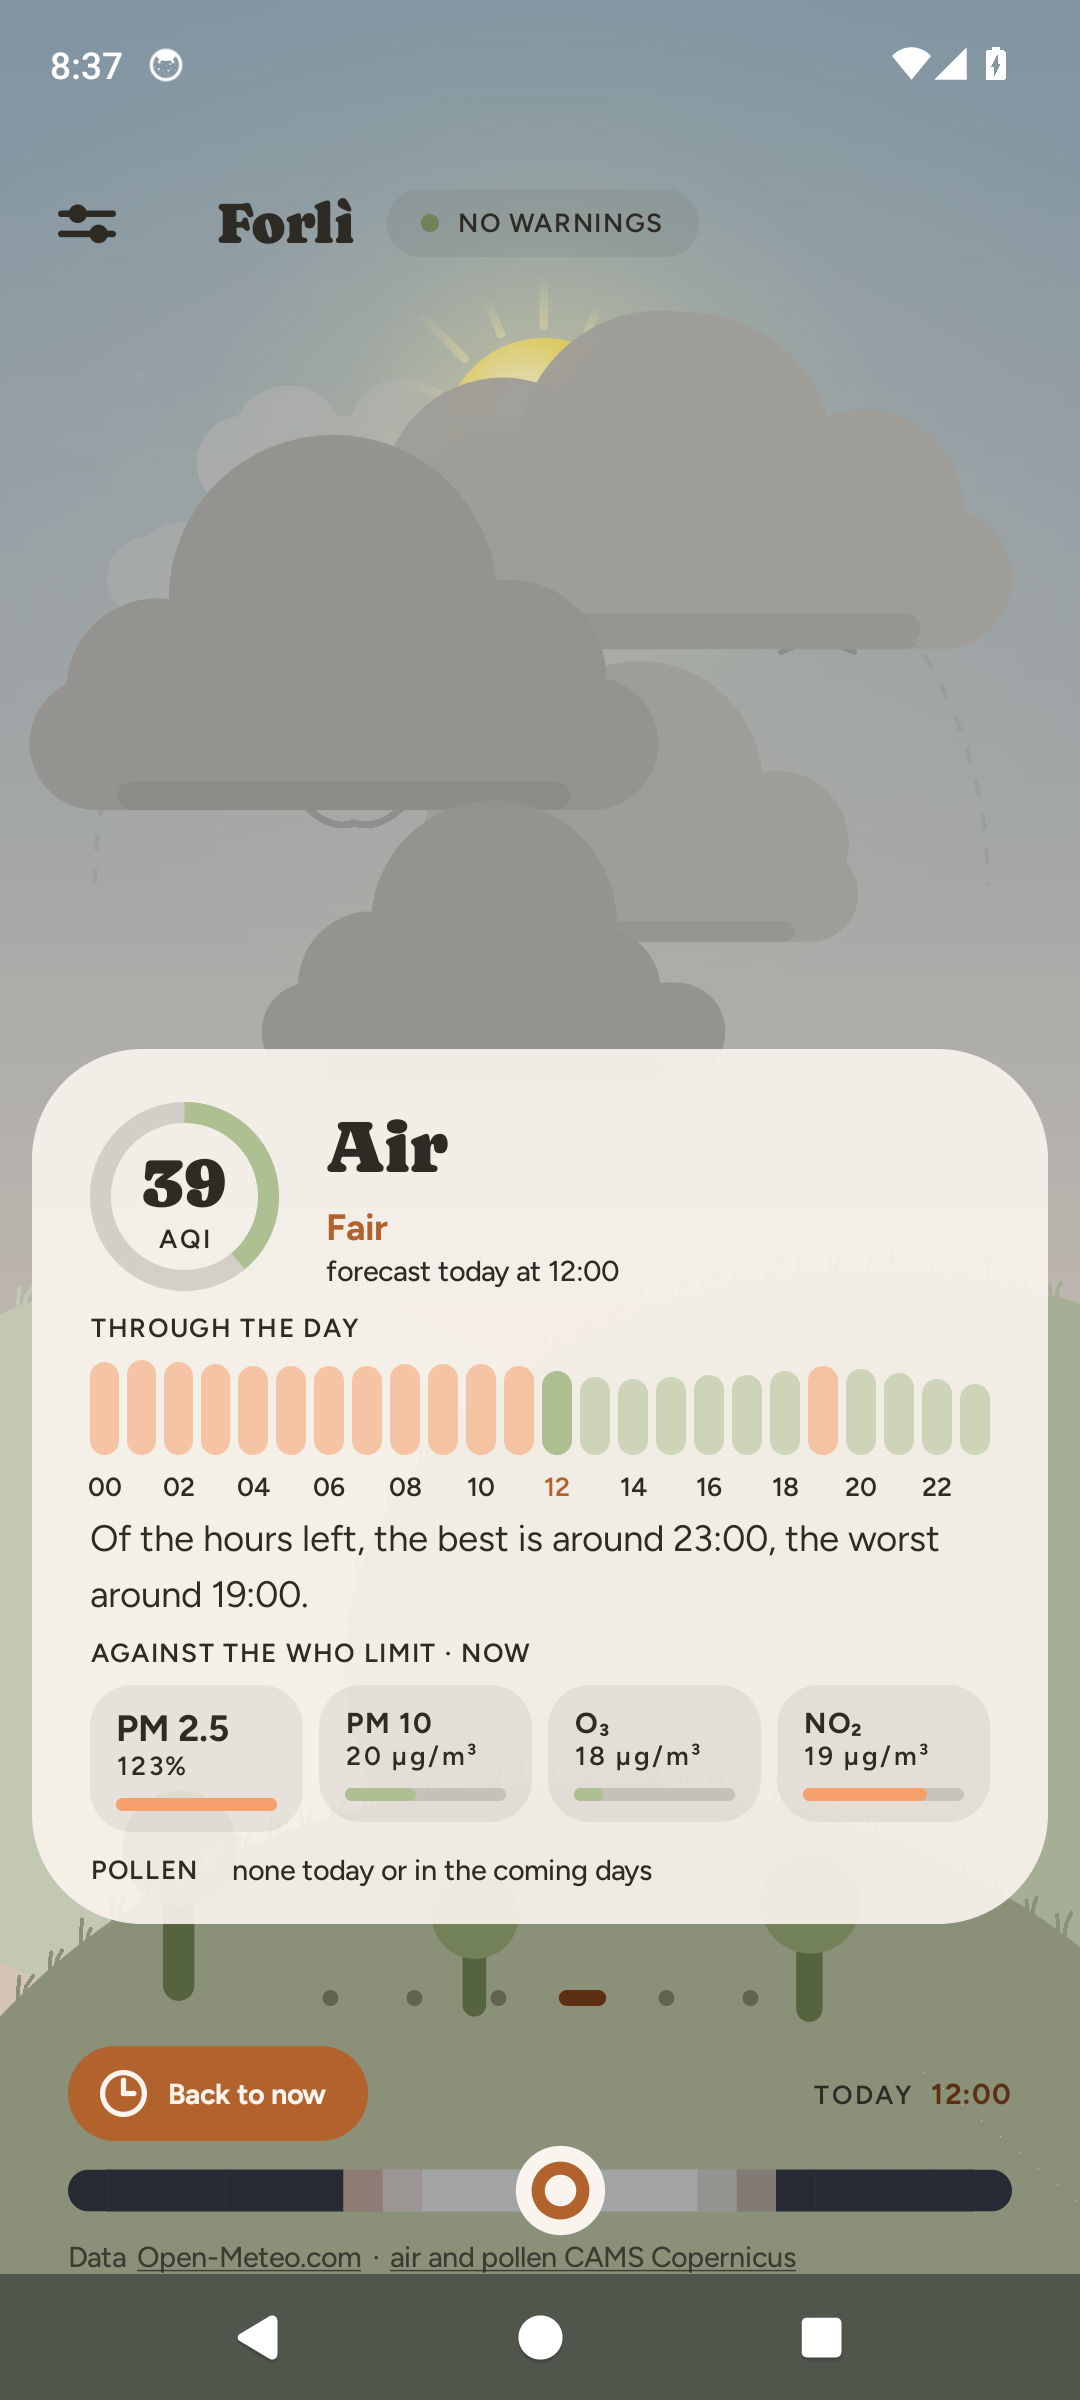 8:37
Forlì
NO WARNINGS
39
AQI
Air
Fair
forecast today at 12:00
THROUGH THE DAY
00 02 04 06 08 10 12 14 16 18 20 22
Of the hours left, the best is around 23:00, the worst
around 19:00.
AGAINST THE WHO LIMIT · NOW
PM 2.5
123%
PM 10
20 µg/m³
O₃
18 µg/m³
NO₂
19 µg/m³
POLLEN none today or in the coming days
Back to now
TODAY 12:00
Data Open-Meteo.com · air and pollen CAMS Copernicus